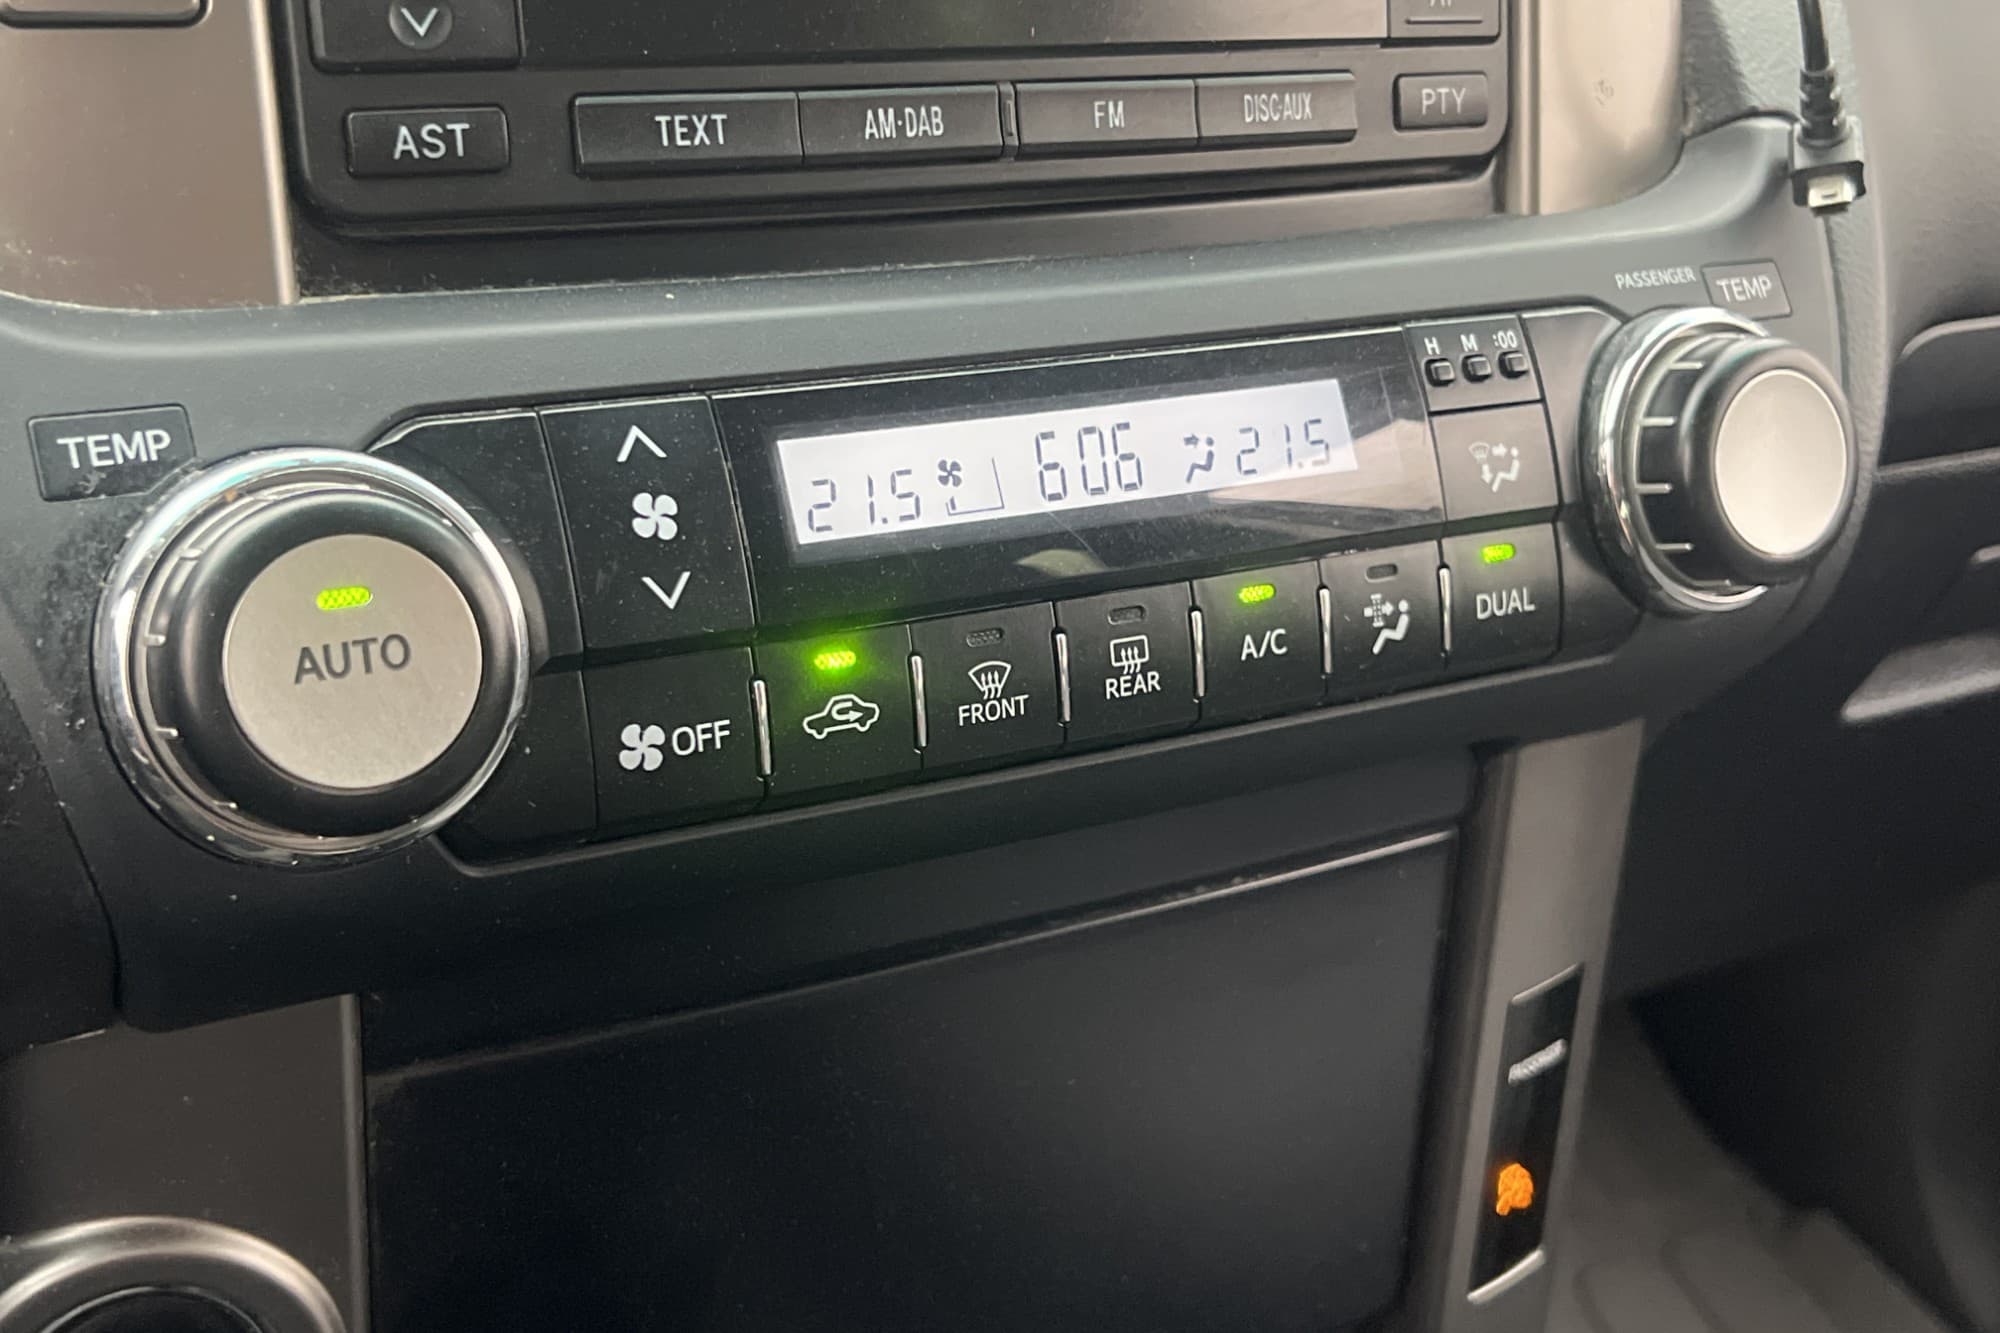 AST
TEXT
AM·DAB
FM
DISC·AUX
PTY
PASSENGER
TEMP
TEMP
H M :00
21.5 606 21.5
AUTO
OFF
FRONT
REAR
A/C
DUAL